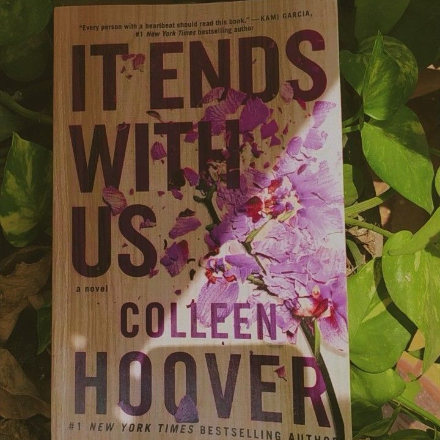 "Every person with a heartbeat should read this book." —KAMI GARCIA,
#1 New York Times bestselling author
IT ENDS
WITH
US
a novel
COLLEEN
HOOVER
#1 NEW YORK TIMES BESTSELLING AUTHOR